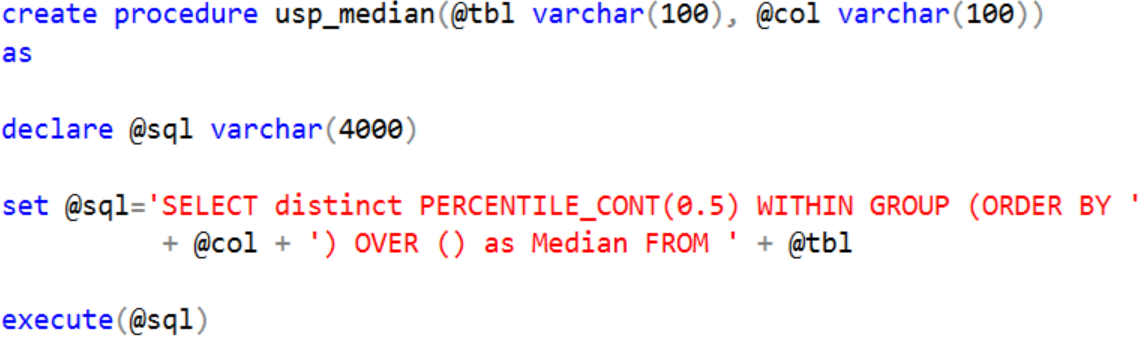 create procedure usp_median(@tbl varchar(100), @col varchar(100))
as
declare @sql varchar(4000)
set @sql='SELECT distinct PERCENTILE_CONT(0.5) WITHIN GROUP (ORDER BY '
+ @col + ') OVER () as Median FROM ' + @tbl
execute(@sql)